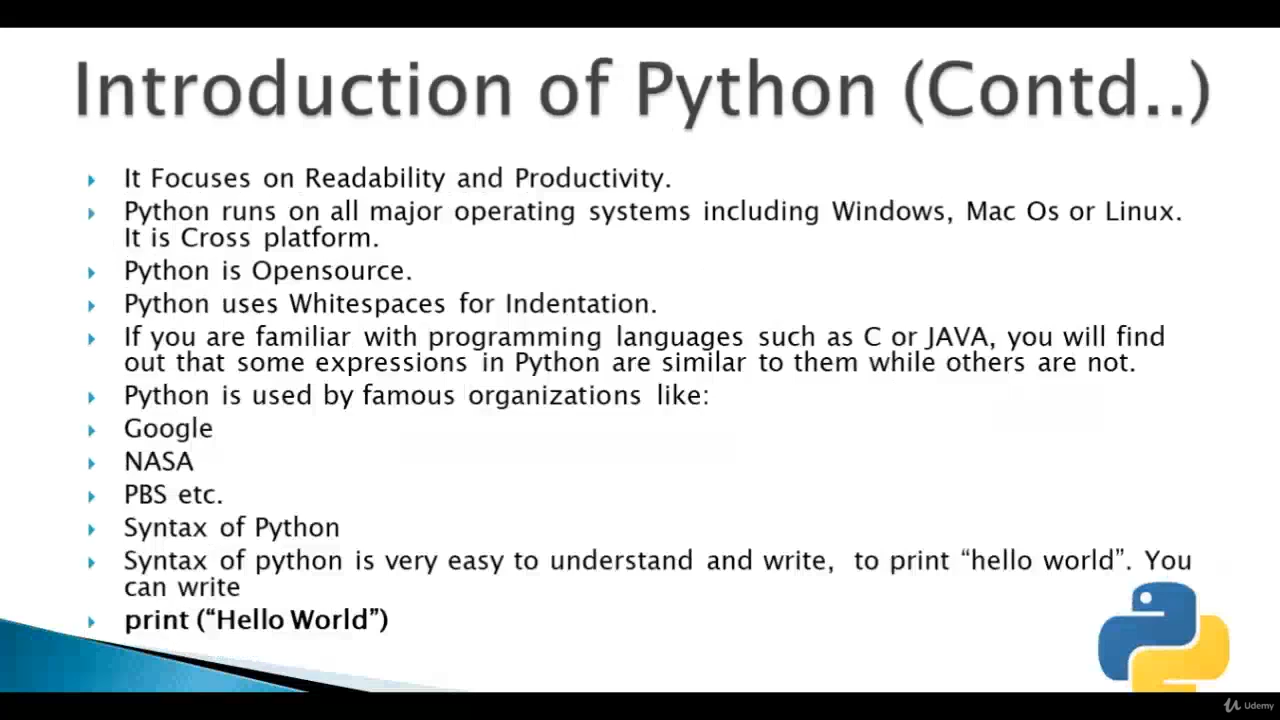 Introduction of Python (Contd..)
It Focuses on Readability and Productivity.
Python runs on all major operating systems including Windows, Mac Os or Linux.
It is Cross platform.
Python is Opensource.
Python uses Whitespaces for Indentation.
If you are familiar with programming languages such as C or JAVA, you will find
out that some expressions in Python are similar to them while others are not.
Python is used by famous organizations like:
Google
NASA
PBS etc.
Syntax of Python
Syntax of python is very easy to understand and write, to print “hello world”. You
can write
print (“Hello World”)
Udemy